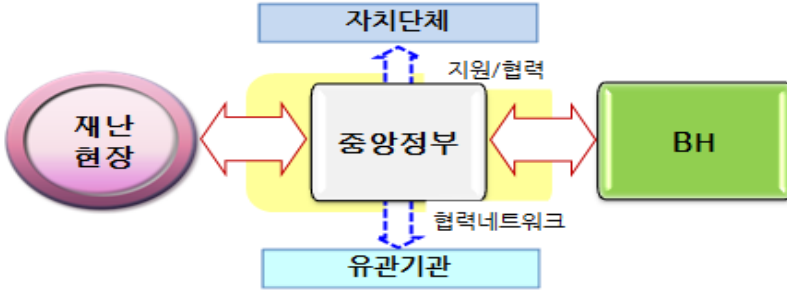 자치단체
지원/협력
재난
현장
중앙정부
BH
협력네트워크
유관기관